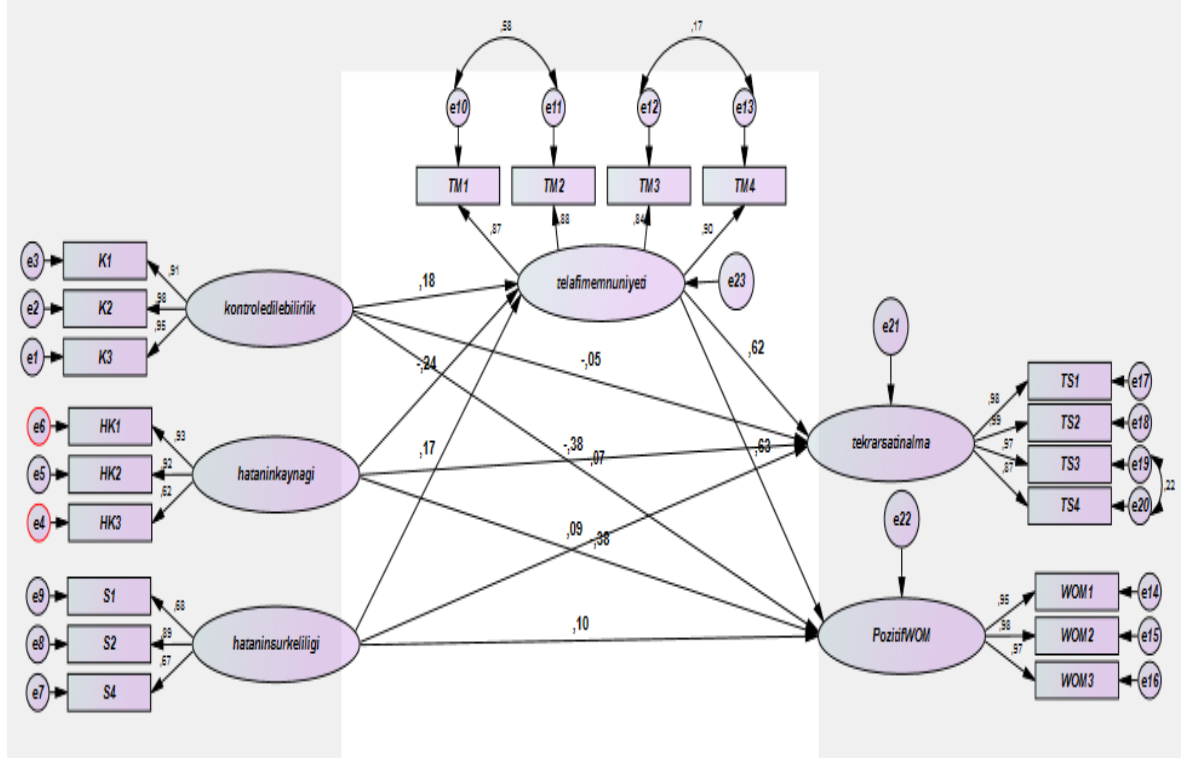 ,58
,17
e10
e11
e12
e13
TM1
TM2
TM3
TM4
,87
,88
,84
,90
telafimemnuniyeti
e23
e3
K1
,91
e2
K2
,98
e1
K3
,95
kontroledilebilirlik
,18
-,24
-,05
,62
e21
e6
HK1
,93
e5
HK2
,92
e4
HK3
,62
hataninkaynagi
,17
-,38
,07
,63
tekrarsatinalma
,98
TS1
e17
,99
TS2
e18
,97
TS3
e19
,87
TS4
e20
,22
e22
,09
-,38
e9
S1
,68
e8
S2
,89
e7
S4
,67
hataninsurkeliligi
,10
PozitifWOM
,95
WOM1
e14
,98
WOM2
e15
,97
WOM3
e16